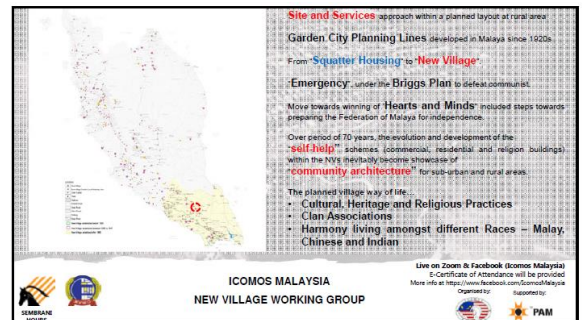 Site and Services approach within a planned layout at rural area
Garden City Planning Lines developed in Malaya since 1920s
From "Squatter Housing" to "New Village".
"Emergency", under the Briggs Plan to defeat communist.
Move towards winning of "Hearts and Minds" included steps towards
preparing the Federation of Malaya for independence.
Over period of 70 years, the evolution and development of the
"self-help" schemes (commercial, residential and religion buildings)
within the NVs inevitably become showcase of
"community architecture" for sub-urban and rural areas.
The planned village way of life...
• Cultural, Heritage and Religious Practices
• Clan Associations
• Harmony living amongst different Races – Malay,
Chinese and Indian
Live on Zoom & Facebook (Icomos Malaysia)
E-Certificate of Attendance will be provided
More info at https://www.facebook.com/IcomosMalaysia
Organised by:
Supported by:
ICOMOS MALAYSIA
NEW VILLAGE WORKING GROUP
SEMBRANI
HOURS
PAM